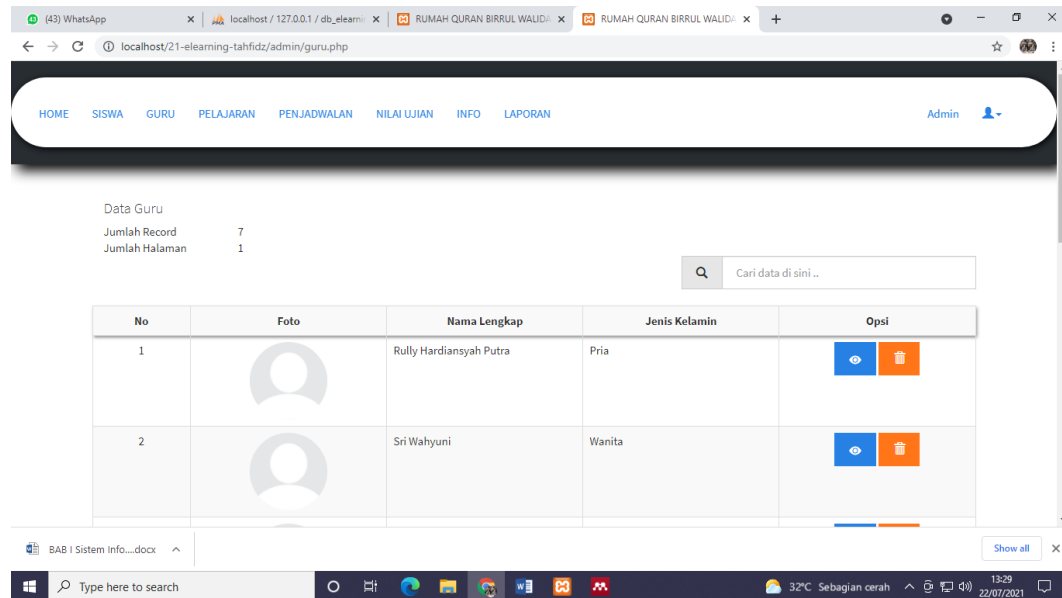 (43) WhatsApp
localhost / 127.0.0.1 / db_elearni
RUMAH QURAN BIRRUL WALIDA
RUMAH QURAN BIRRUL WALIDA
localhost/21-elearning-tahfidz/admin/guru.php
HOME SISWA GURU PELAJARAN PENJADWALAN NILAI UJIAN INFO LAPORAN Admin
Data Guru
Jumlah Record 7
Jumlah Halaman 1
Cari data di sini ..
No Foto Nama Lengkap Jenis Kelamin Opsi
1 Rully Hardiansyah Putra Pria
2 Sri Wahyuni Wanita
BAB I Sistem Info....docx Show all
Type here to search 32°C Sebagian cerah 13:29
22/07/2021